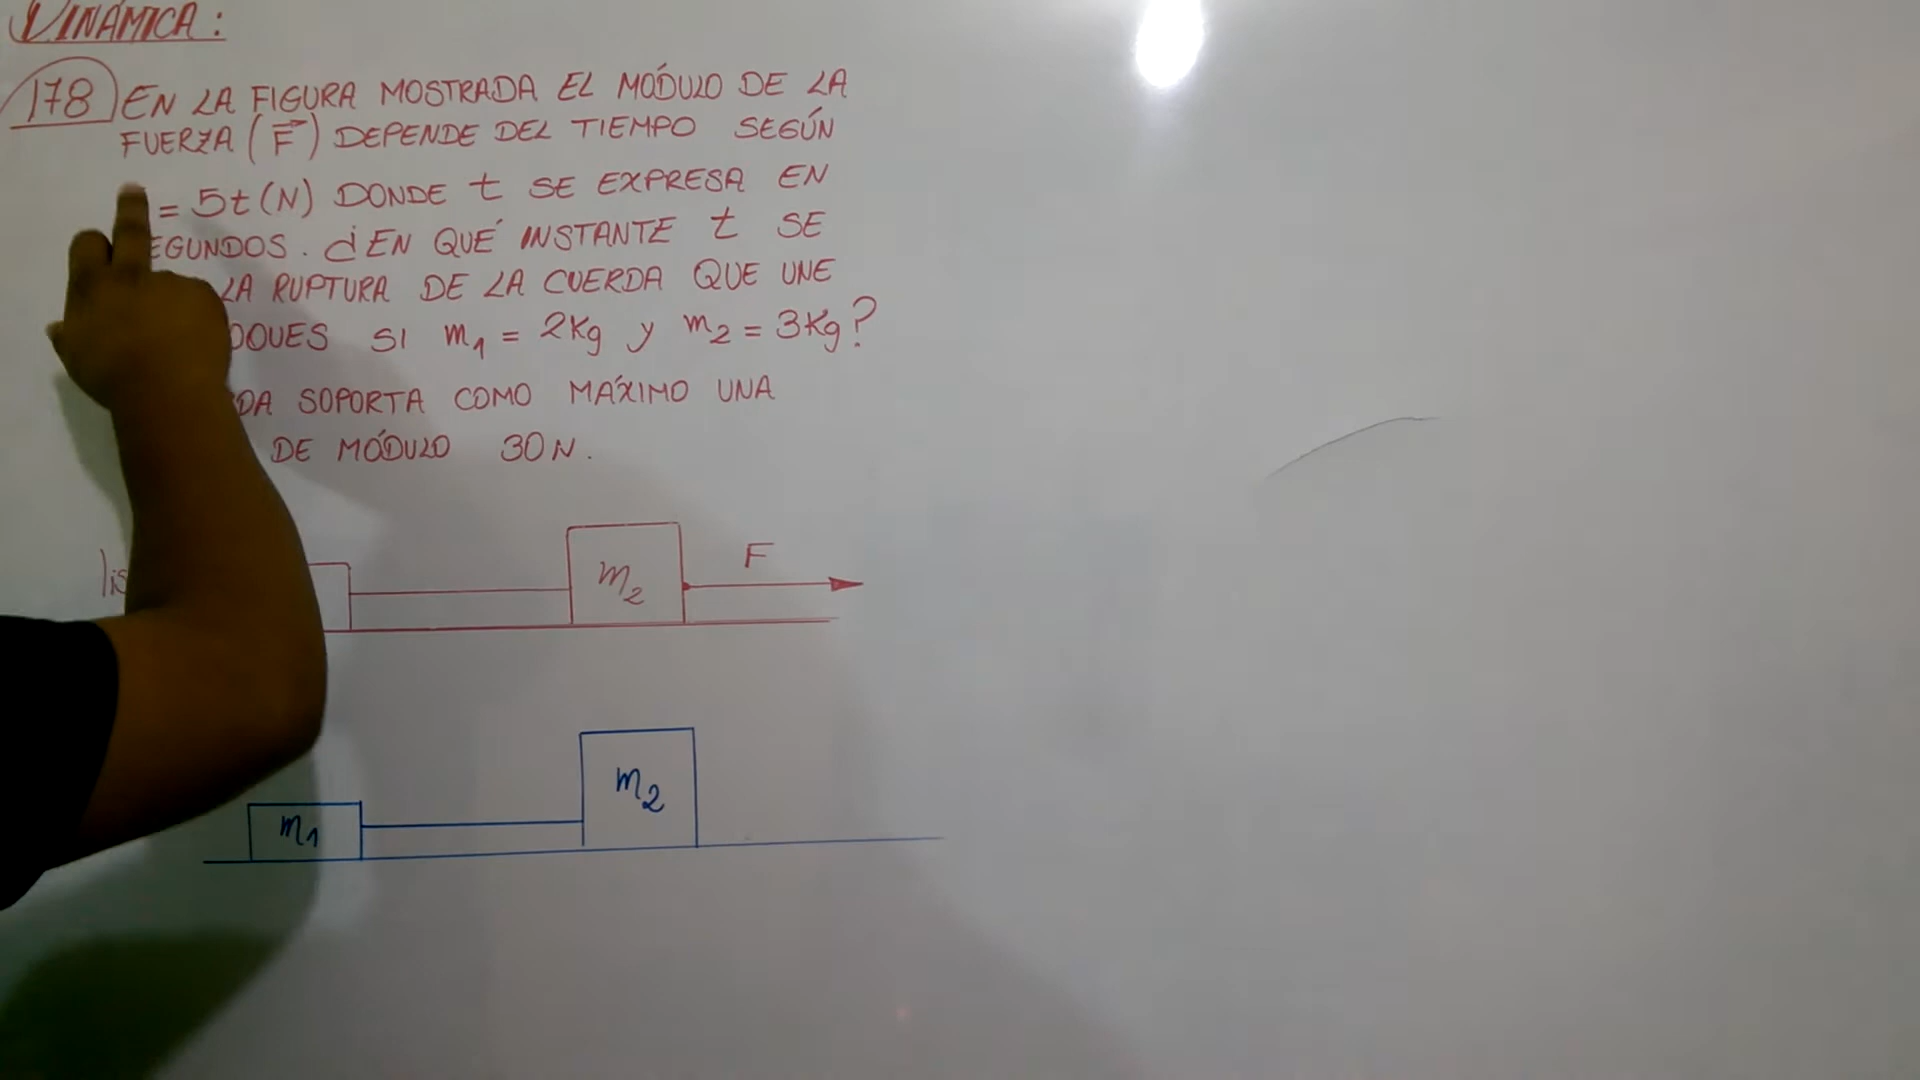 DINÁMICA:
178 EN LA FIGURA MOSTRADA EL MÓDULO DE LA
FUERZA (F) DEPENDE DEL TIEMPO SEGÚN
= 5t (N) DONDE t SE EXPRESA EN
EGUNDOS. ¿EN QUÉ INSTANTE t SE
LA RUPTURA DE LA CUERDA QUE UNE
OQUES SI m1 = 2Kg y m2 = 3Kg?
DA SOPORTA COMO MÁXIMO UNA
DE MÓDULO 30N.
lis
m2
F
m2
m1